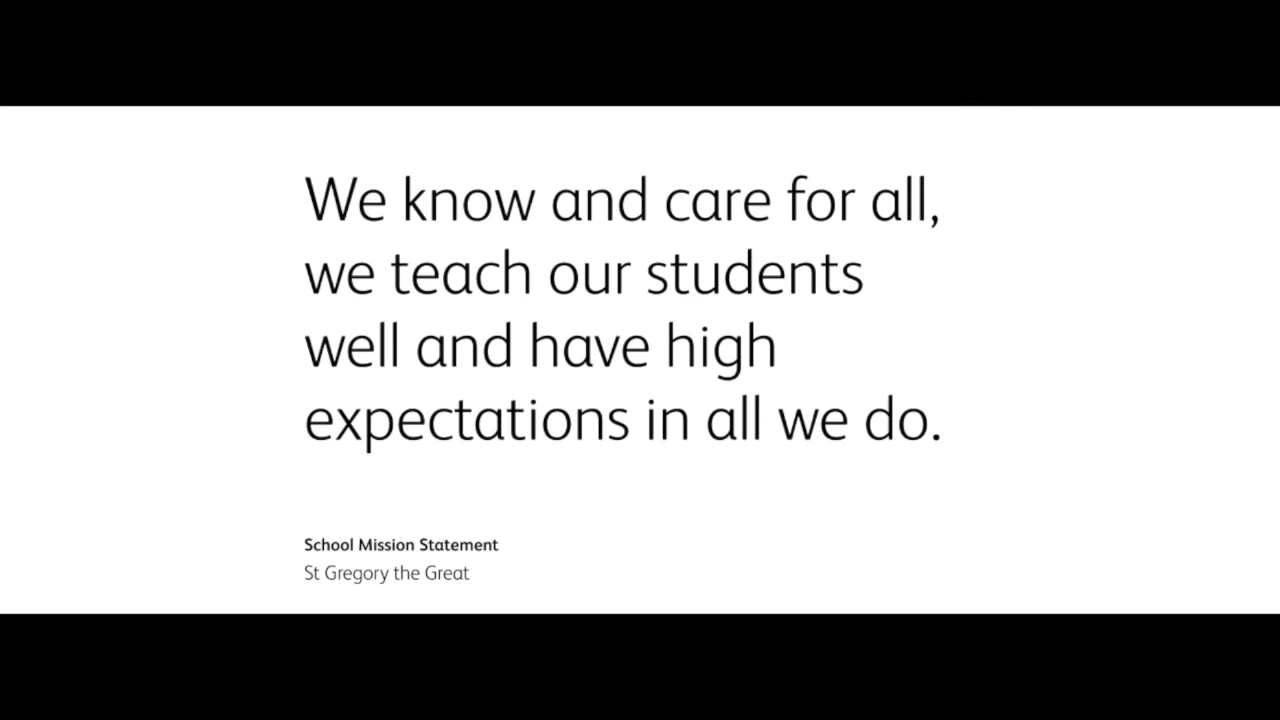 We know and care for all,
we teach our students
well and have high
expectations in all we do.
School Mission Statement
St Gregory the Great